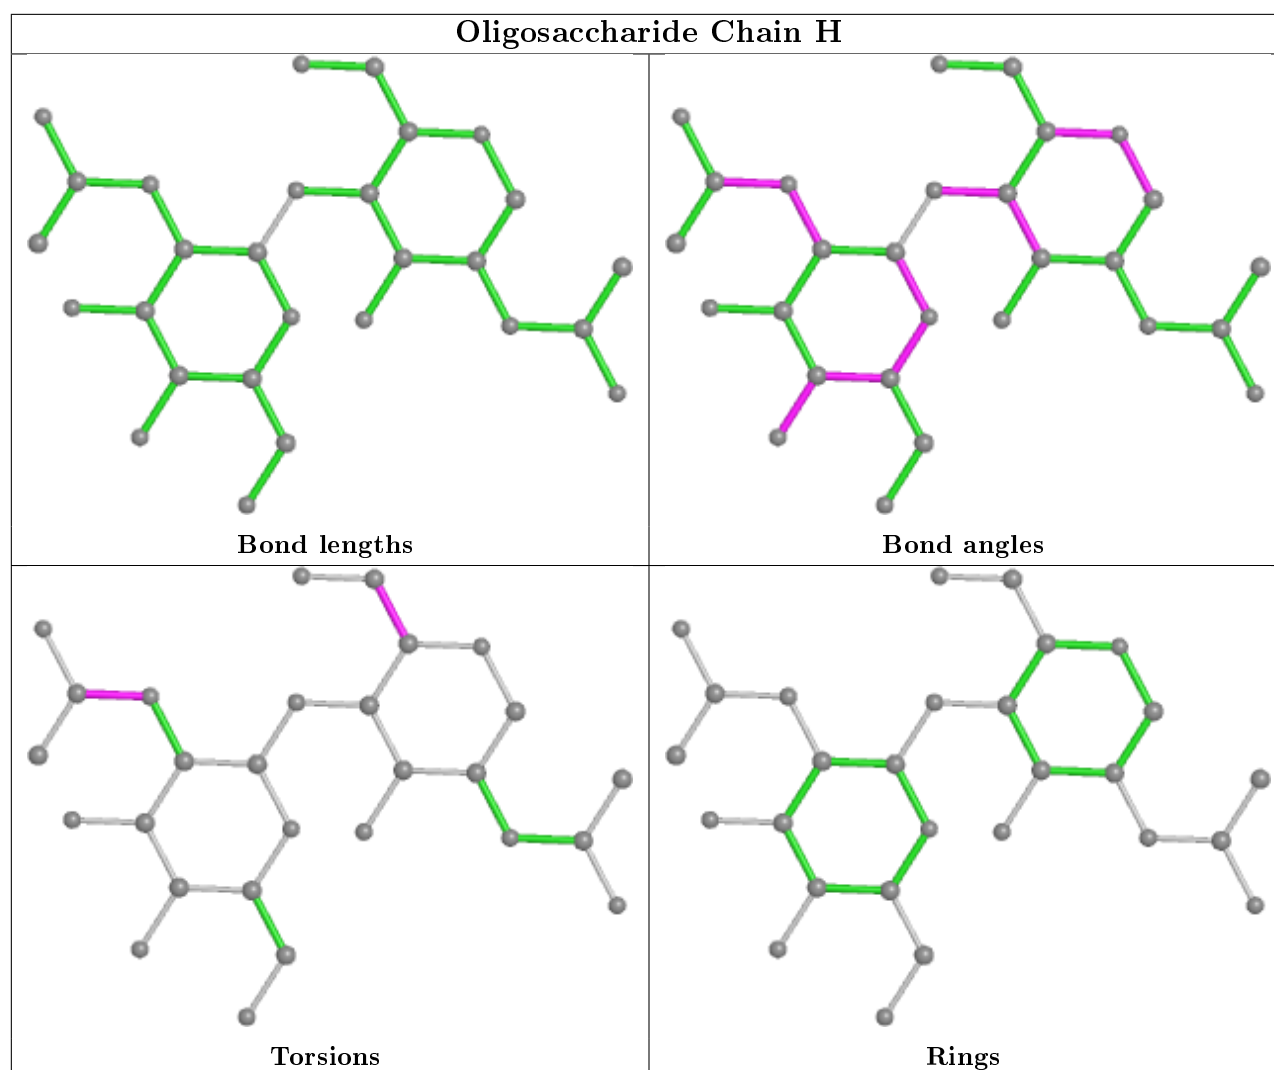 Oligosaccharide Chain H
Bond lengths
Bond angles
Torsions
Rings